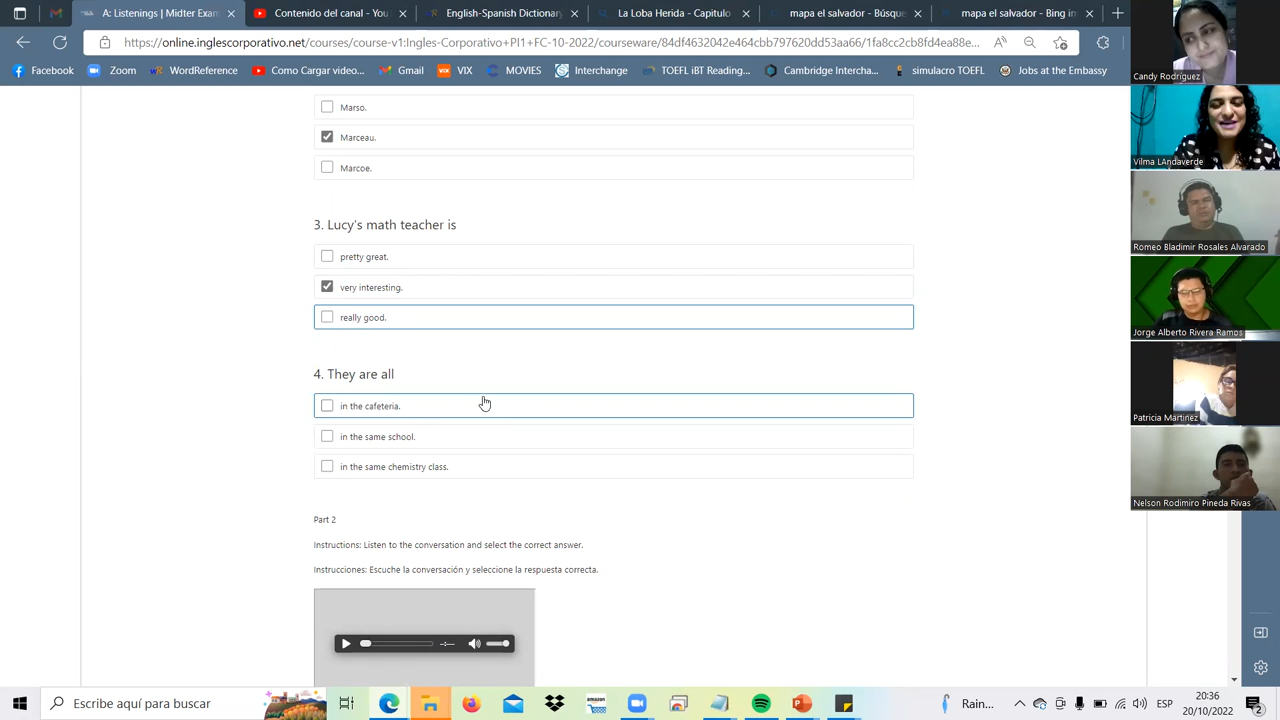 A: Listenings | Midter Exam
Contenido del canal - You
English-Spanish Dictionary
La Loba Herida - Capitulo
mapa el salvador - Búsque
mapa el salvador - Bing im
https://online.inglescorporativo.net/courses/course-v1:Ingles-Corporativo+PI1+FC-10-2022/courseware/84df4632042e464cbb797620dd53aa66/1fa8cc2cb8fd4ea88e...
Facebook
Zoom
WordReference
Como Cargar video...
Gmail
VIX
MOVIES
Interchange
TOEFL iBT Reading...
Cambridge Intercha...
simulacro TOEFL
Jobs at the Embassy
Marso.
Marceau.
Marcoe.
3. Lucy's math teacher is
pretty great.
very interesting.
really good.
4. They are all
in the cafeteria.
in the same school.
in the same chemistry class.
Part 2
Instructions: Listen to the conversation and select the correct answer.
Instrucciones: Escuche la conversación y seleccione la respuesta correcta.
Candy Rodríguez
Vilma LAndaverde
Romeo Bladimir Rosales Alvarado
Jorge Alberto Rivera Ramos
Patricia Martinez
Nelson Rodimiro Pineda Rivas
Escribe aquí para buscar
Rain...
ESP
20:36
20/10/2022
2